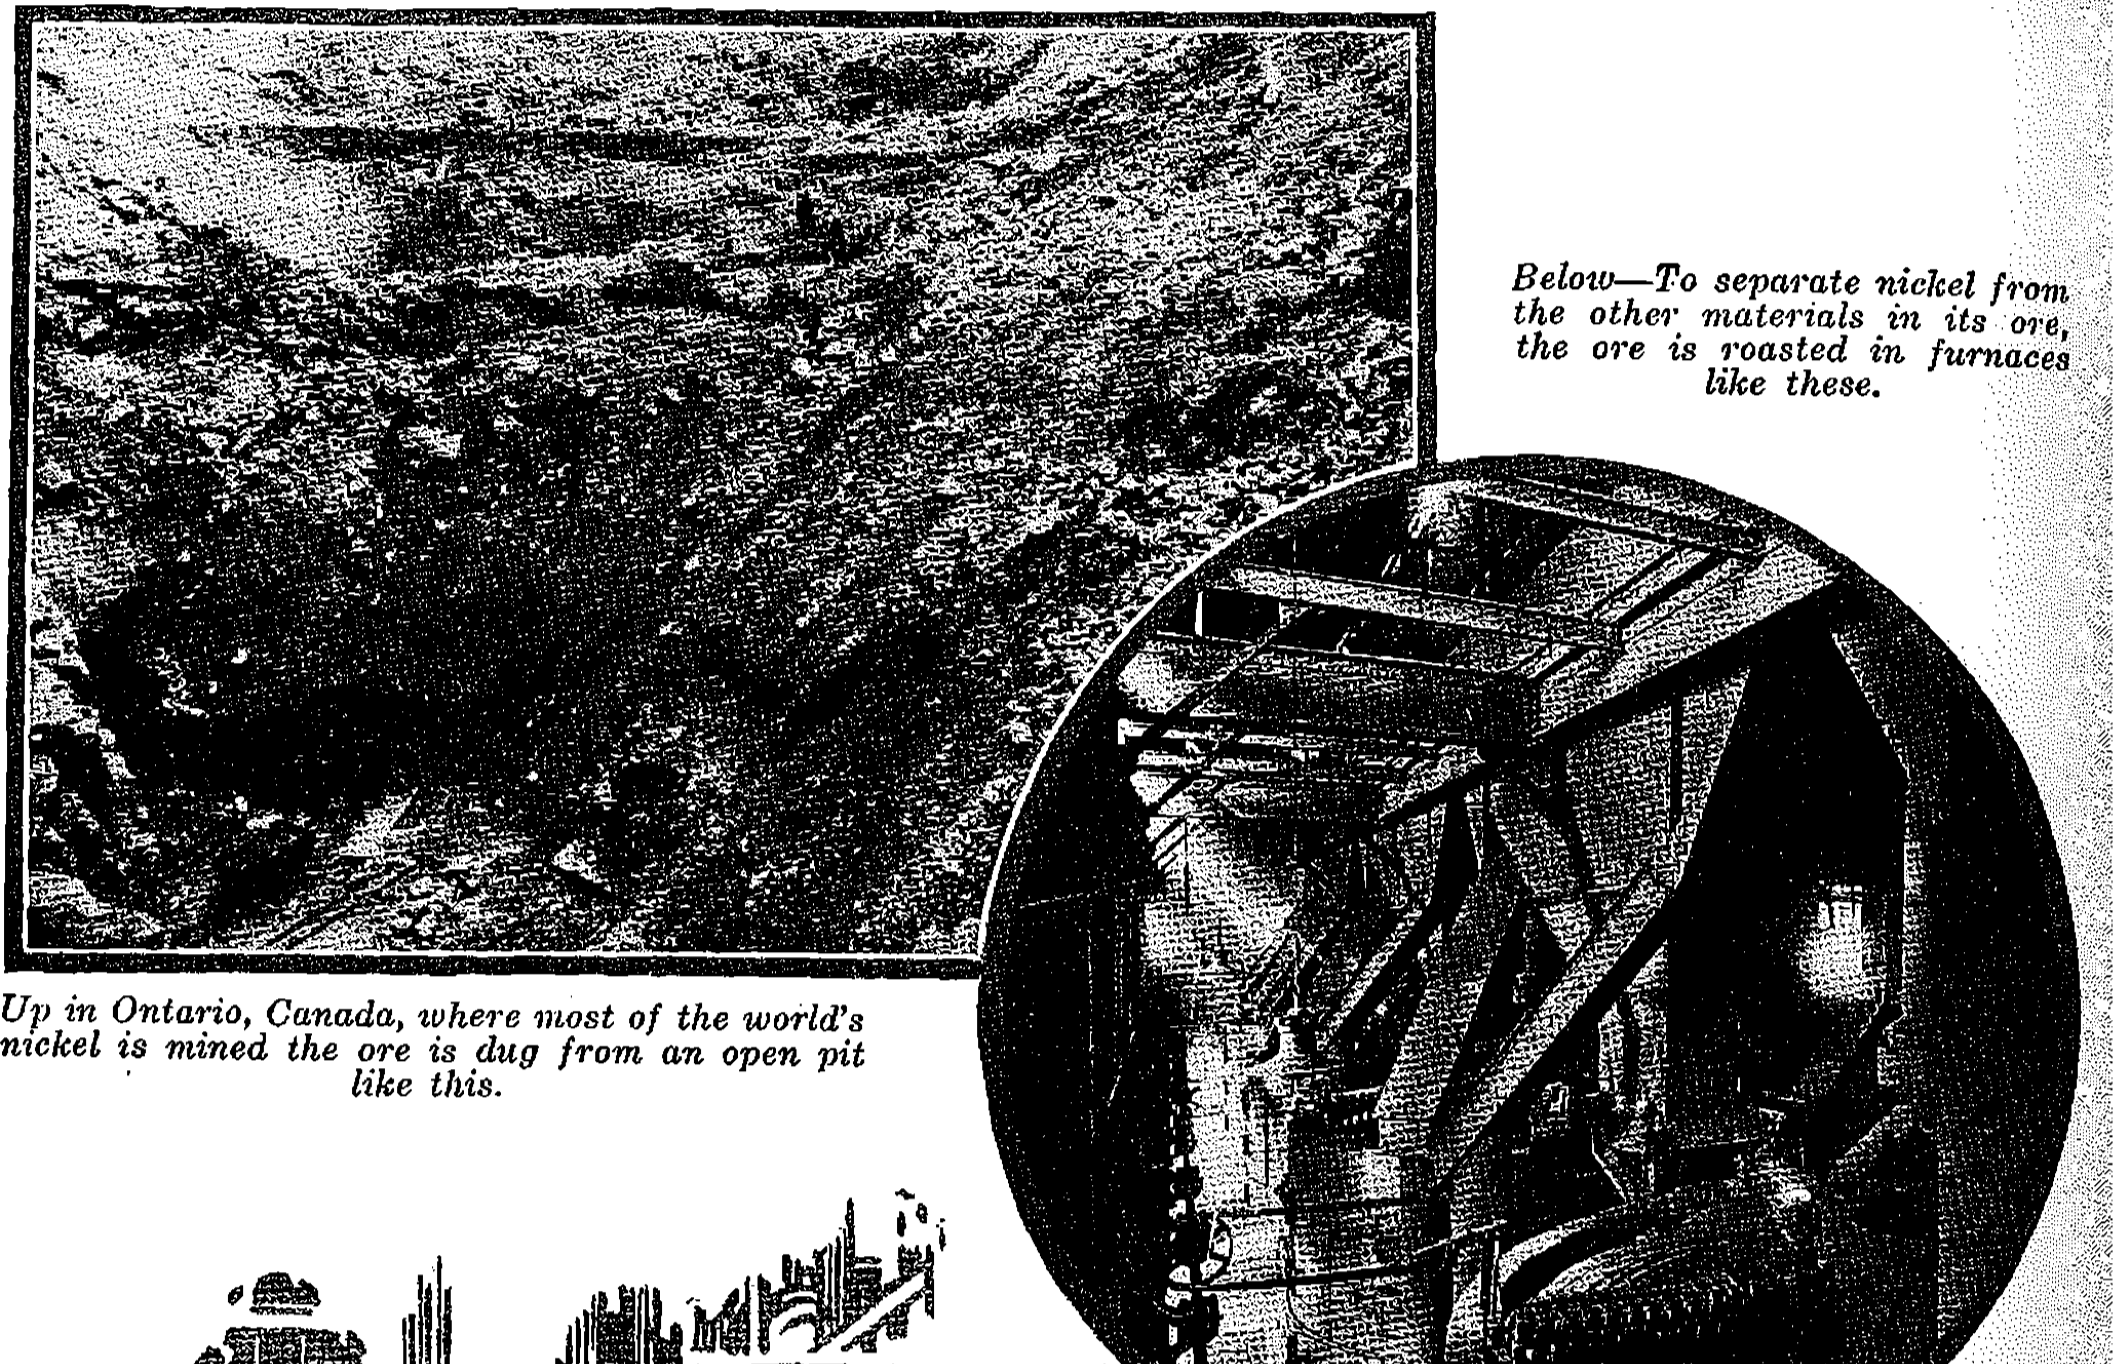 Below—To separate nickel from
the other materials in its ore,
the ore is roasted in furnaces
like these.
Up in Ontario, Canada, where most of the world's
nickel is mined the ore is dug from an open pit
like this.